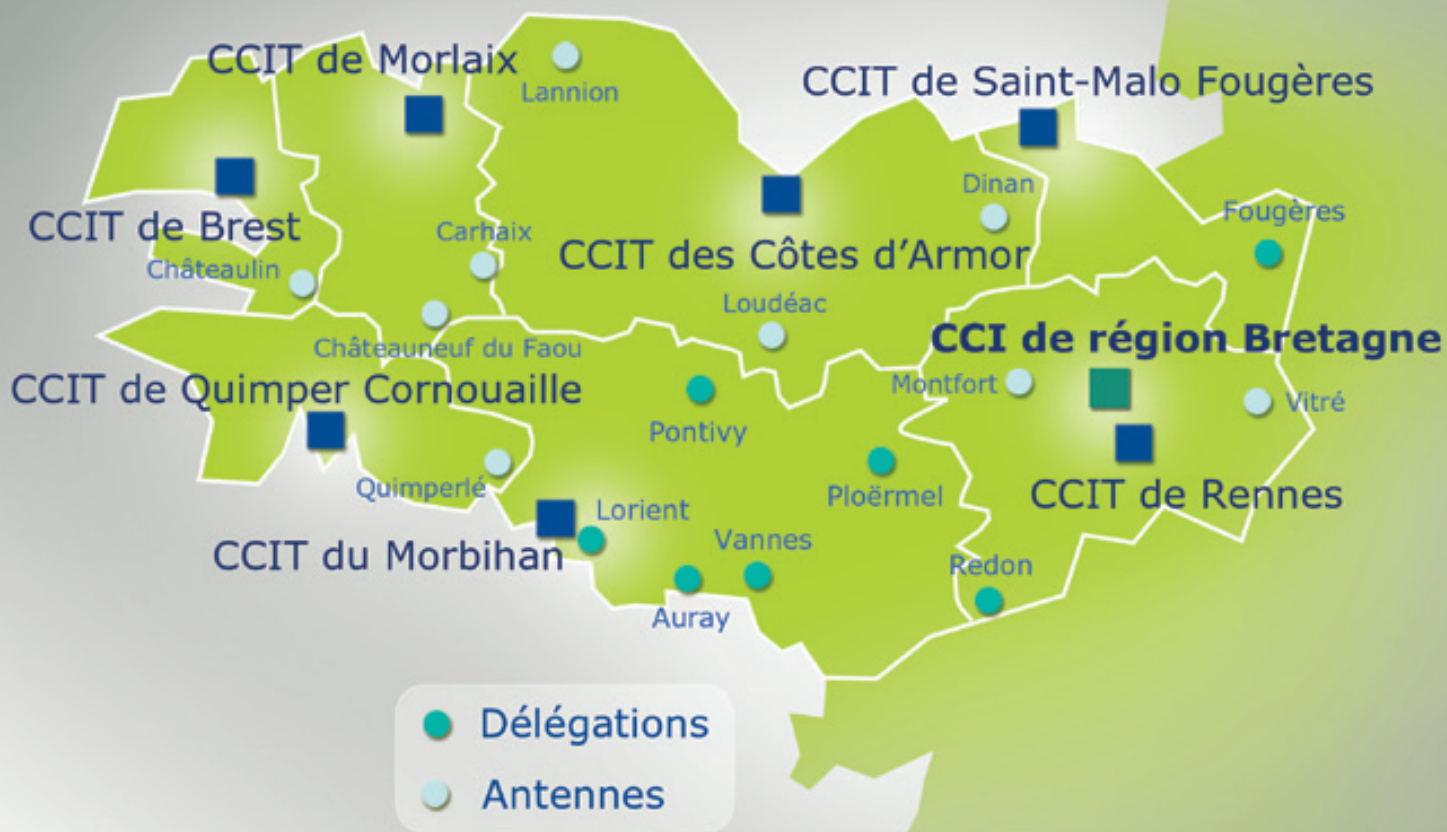 CCIT de Morlaix
Lannion
CCIT de Saint-Malo Fougères
Dinan
Fougères
CCIT de Brest
Carhaix
CCIT des Côtes d'Armor
Châteaulin
Loudéac
CCI de région Bretagne
Châteauneuf du Faou
CCIT de Quimper Cornouaille
Montfort
Vitré
Pontivy
Quimperlé
Ploërmel
CCIT de Rennes
Lorient
Vannes
CCIT du Morbihan
Redon
Auray
Délégations
Antennes